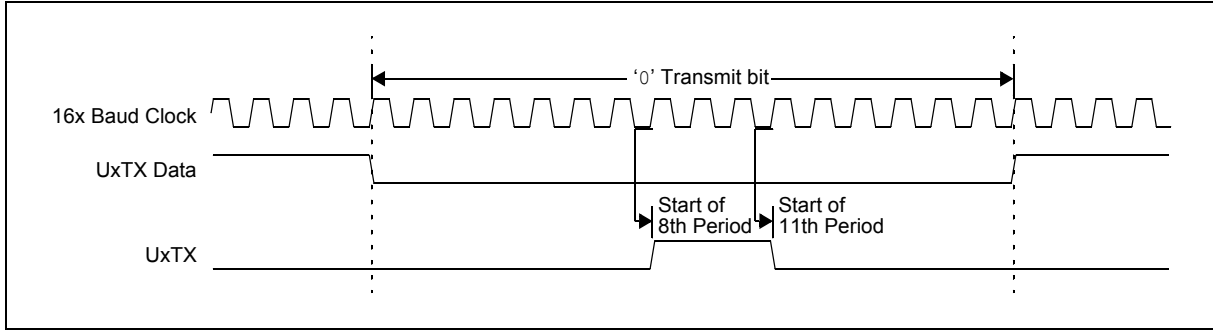 ‘0’ Transmit bit
16x Baud Clock
UxTX Data
Start of
8th Period
Start of
11th Period
UxTX